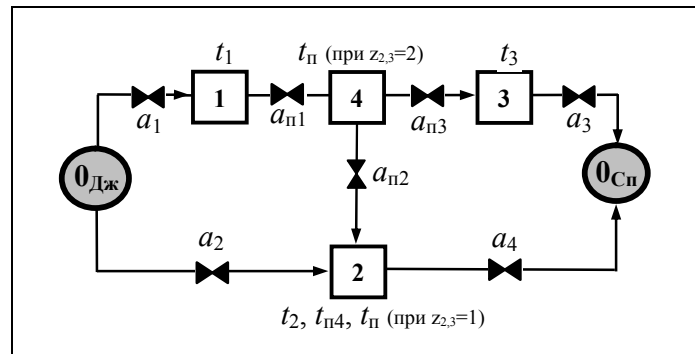 t₁ tп (при z₂,₃=2) t₃
1 4 3
a₁ aп1 aп3 a₃
0Дж aп2 0Сп
a₂ a₄
2
t₂, tп4, tп (при z₂,₃=1)